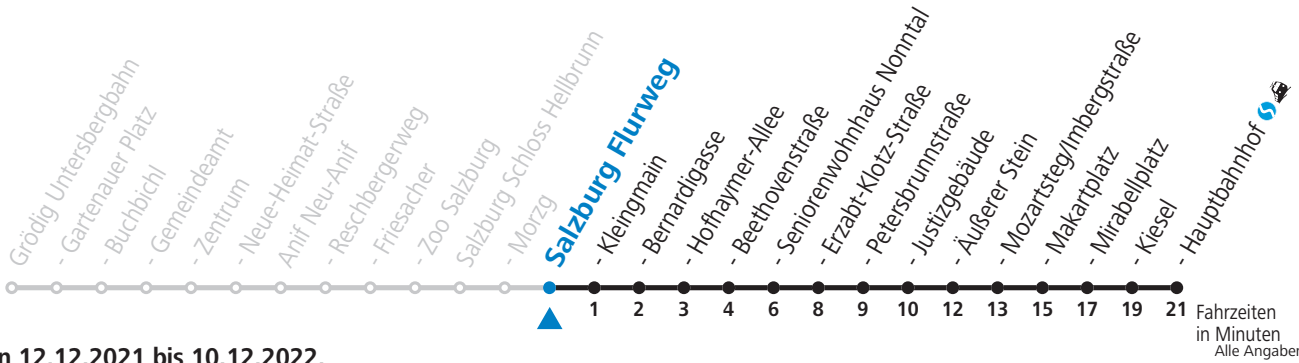 Grödig Untersbergbahn
- Gartenauer Platz
- Buchbichl
- Gemeindeamt
- Zentrum
- Neue-Heimat-Straße
Anif Neu-Anif
- Reschbergerweg
- Friesacher
- Zoo Salzburg
Salzburg Schloss Hellbrunn
- Morzg
Salzburg Flurweg
- Kleingmain
- Bernardigasse
- Hofhaymer-Allee
- Beethovenstraße
- Seniorenwohnhaus Nonntal
- Erzabt-Klotz-Straße
- Petersbrunnstraße
- Justizgebäude
- Äußerer Stein
- Mozartsteg/Imbergstraße
- Makartplatz
- Mirabellplatz
- Kiesel
- Hauptbahnhof
1 2 3 4 6 8 9 10 12 13 15 17 19 21
Fahrzeiten
in Minuten
Alle Angaben
12.12.2021 bis 10.12.2022.